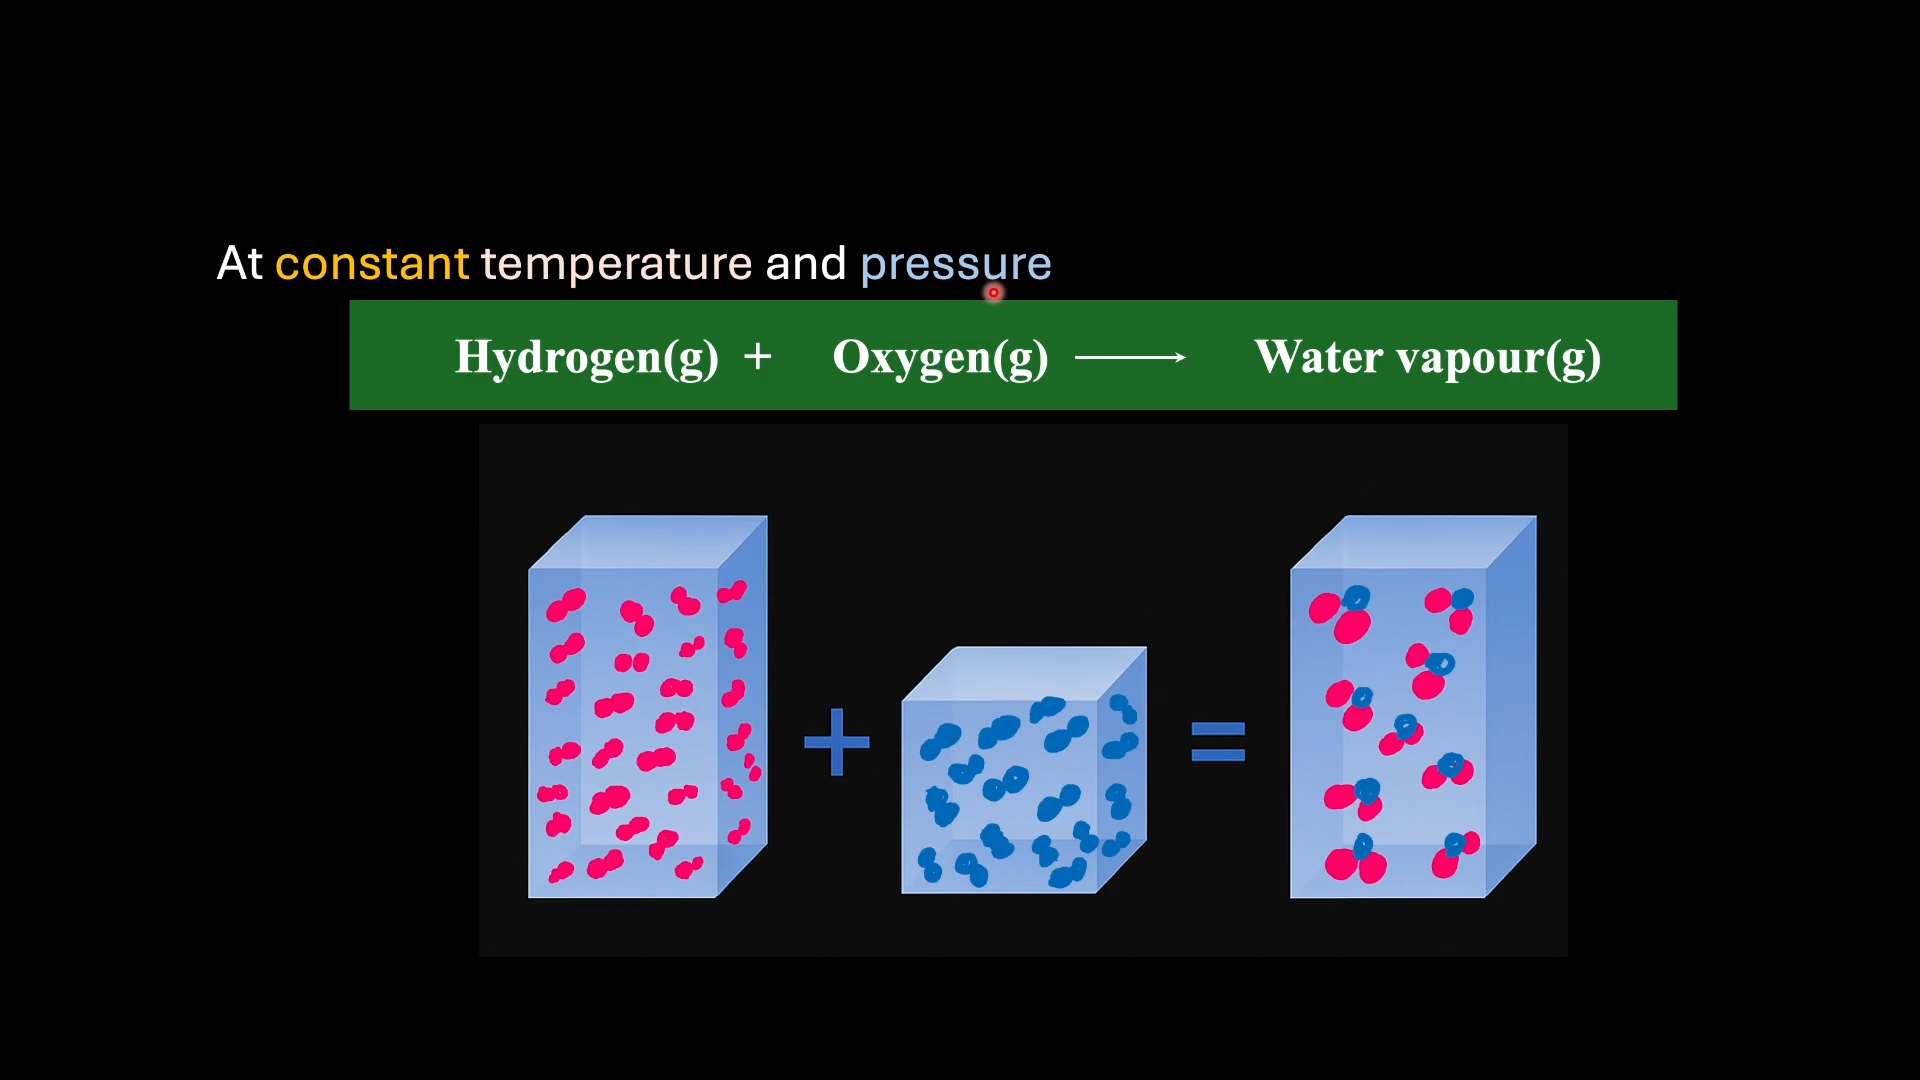 At constant temperature and pressure
Hydrogen(g) + Oxygen(g) ⟶ Water vapour(g)
+ =